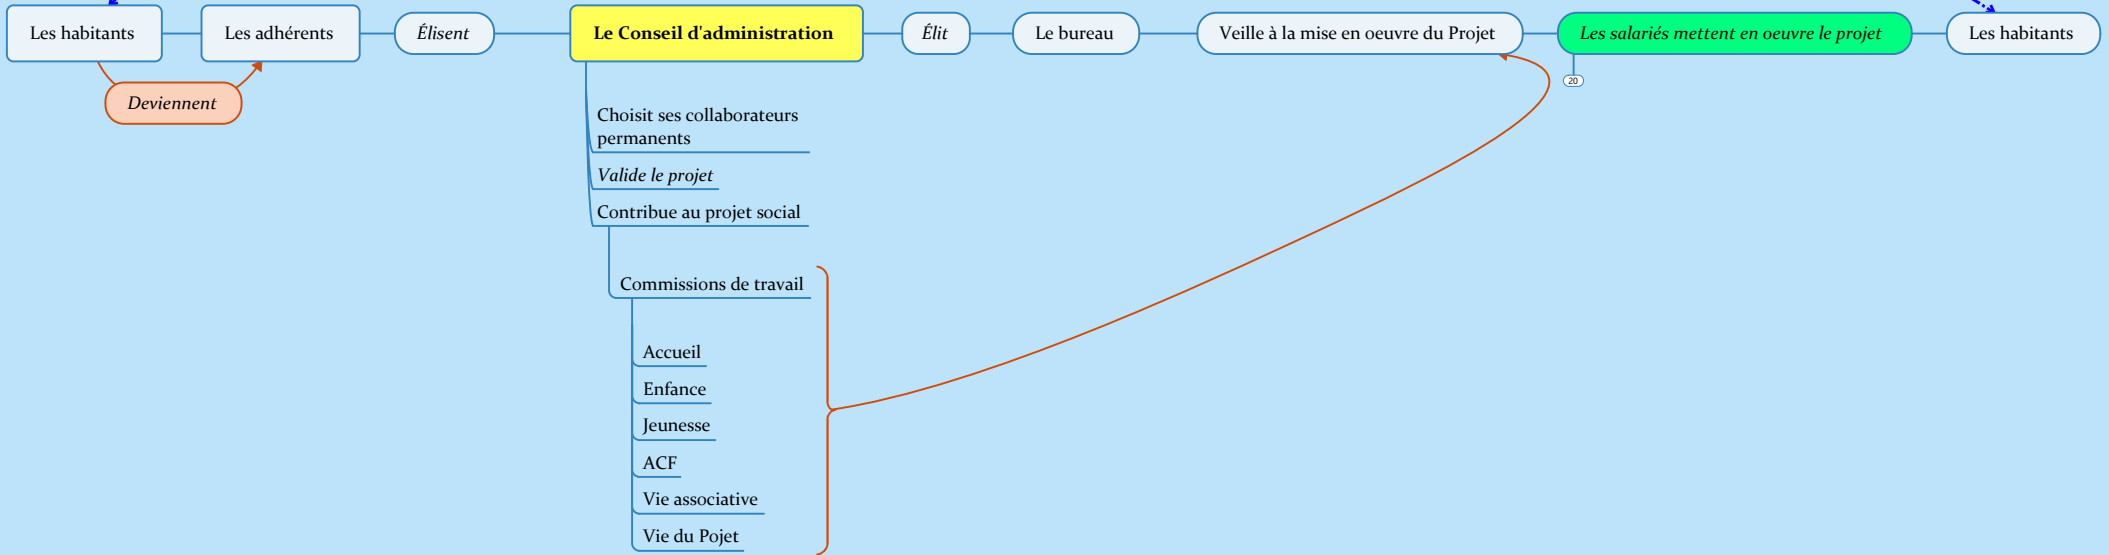 Les habitants
Les adhérents
Élisent
Le Conseil d'administration
Élit
Le bureau
Veille à la mise en oeuvre du Projet
Les salariés mettent en oeuvre le projet
Les habitants
20
Deviennent
Choisit ses collaborateurs
permanents
Valide le projet
Contribue au projet social
Commissions de travail
Accueil
Enfance
Jeunesse
ACF
Vie associative
Vie du Pojet